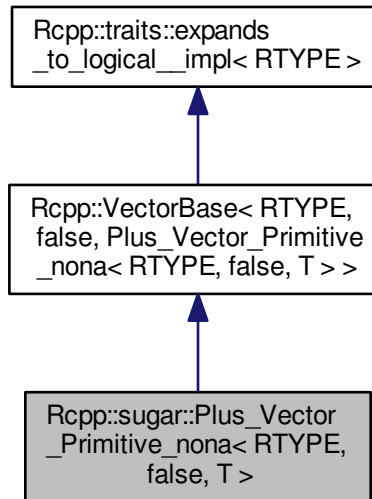 Rcpp::traits::expands
_to_logical__impl< RTYPE >
Rcpp::VectorBase< RTYPE,
false, Plus_Vector_Primitive
_nona< RTYPE, false, T > >
Rcpp::sugar::Plus_Vector
_Primitive_nona< RTYPE,
false, T >